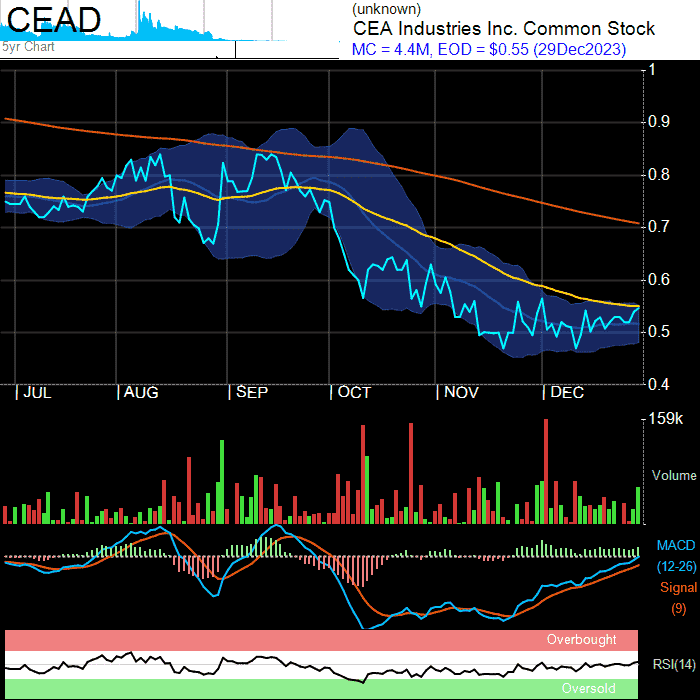 CEAD
(unknown)
CEA Industries Inc. Common Stock
MC = 4.4M, EOD = $0.55 (29Dec2023)
5yr Chart
1
0.9
0.8
0.7
0.6
0.5
0.4
JUL AUG SEP OCT NOV DEC
159k
Volume
MACD
(12-26)
Signal
(9)
Overbought
RSI(14)
Oversold